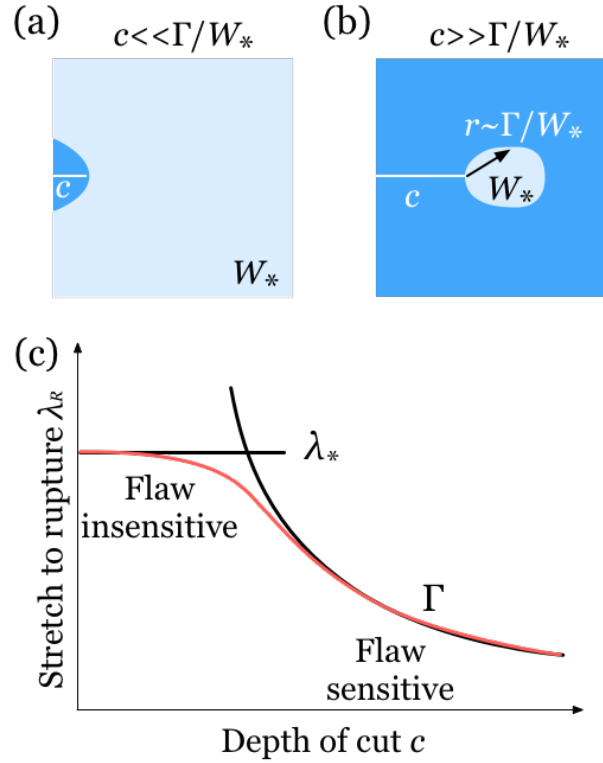 (a)
c<<Γ/W*
c
W*
(b)
c>>Γ/W*
r~Γ/W*
c
W*
(c)
Stretch to rupture λR
λ*
Flaw
insensitive
Γ
Flaw
sensitive
Depth of cut c